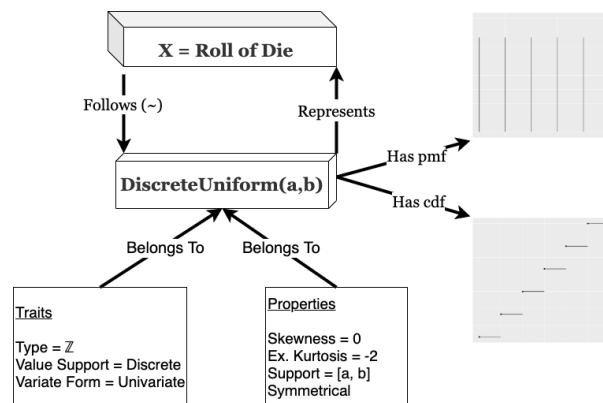 X = Roll of Die
Follows (~)
Represents
Has pmf
DiscreteUniform(a,b)
Has cdf
Belongs To
Belongs To
Traits
Type = ℤ
Value Support = Discrete
Variate Form = Univariate
Properties
Skewness = 0
Ex. Kurtosis = -2
Support = [a, b]
Symmetrical